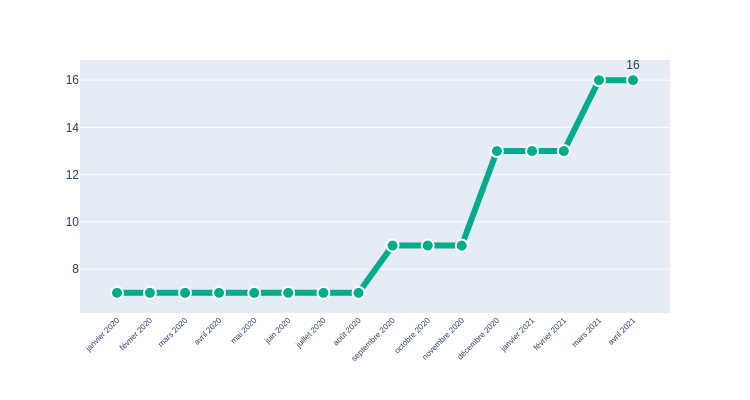 16
16
14
12
10
8
janvier 2020
février 2020
mars 2020
avril 2020
mai 2020
juin 2020
juillet 2020
août 2020
septembre 2020
octobre 2020
novembre 2020
décembre 2020
janvier 2021
février 2021
mars 2021
avril 2021